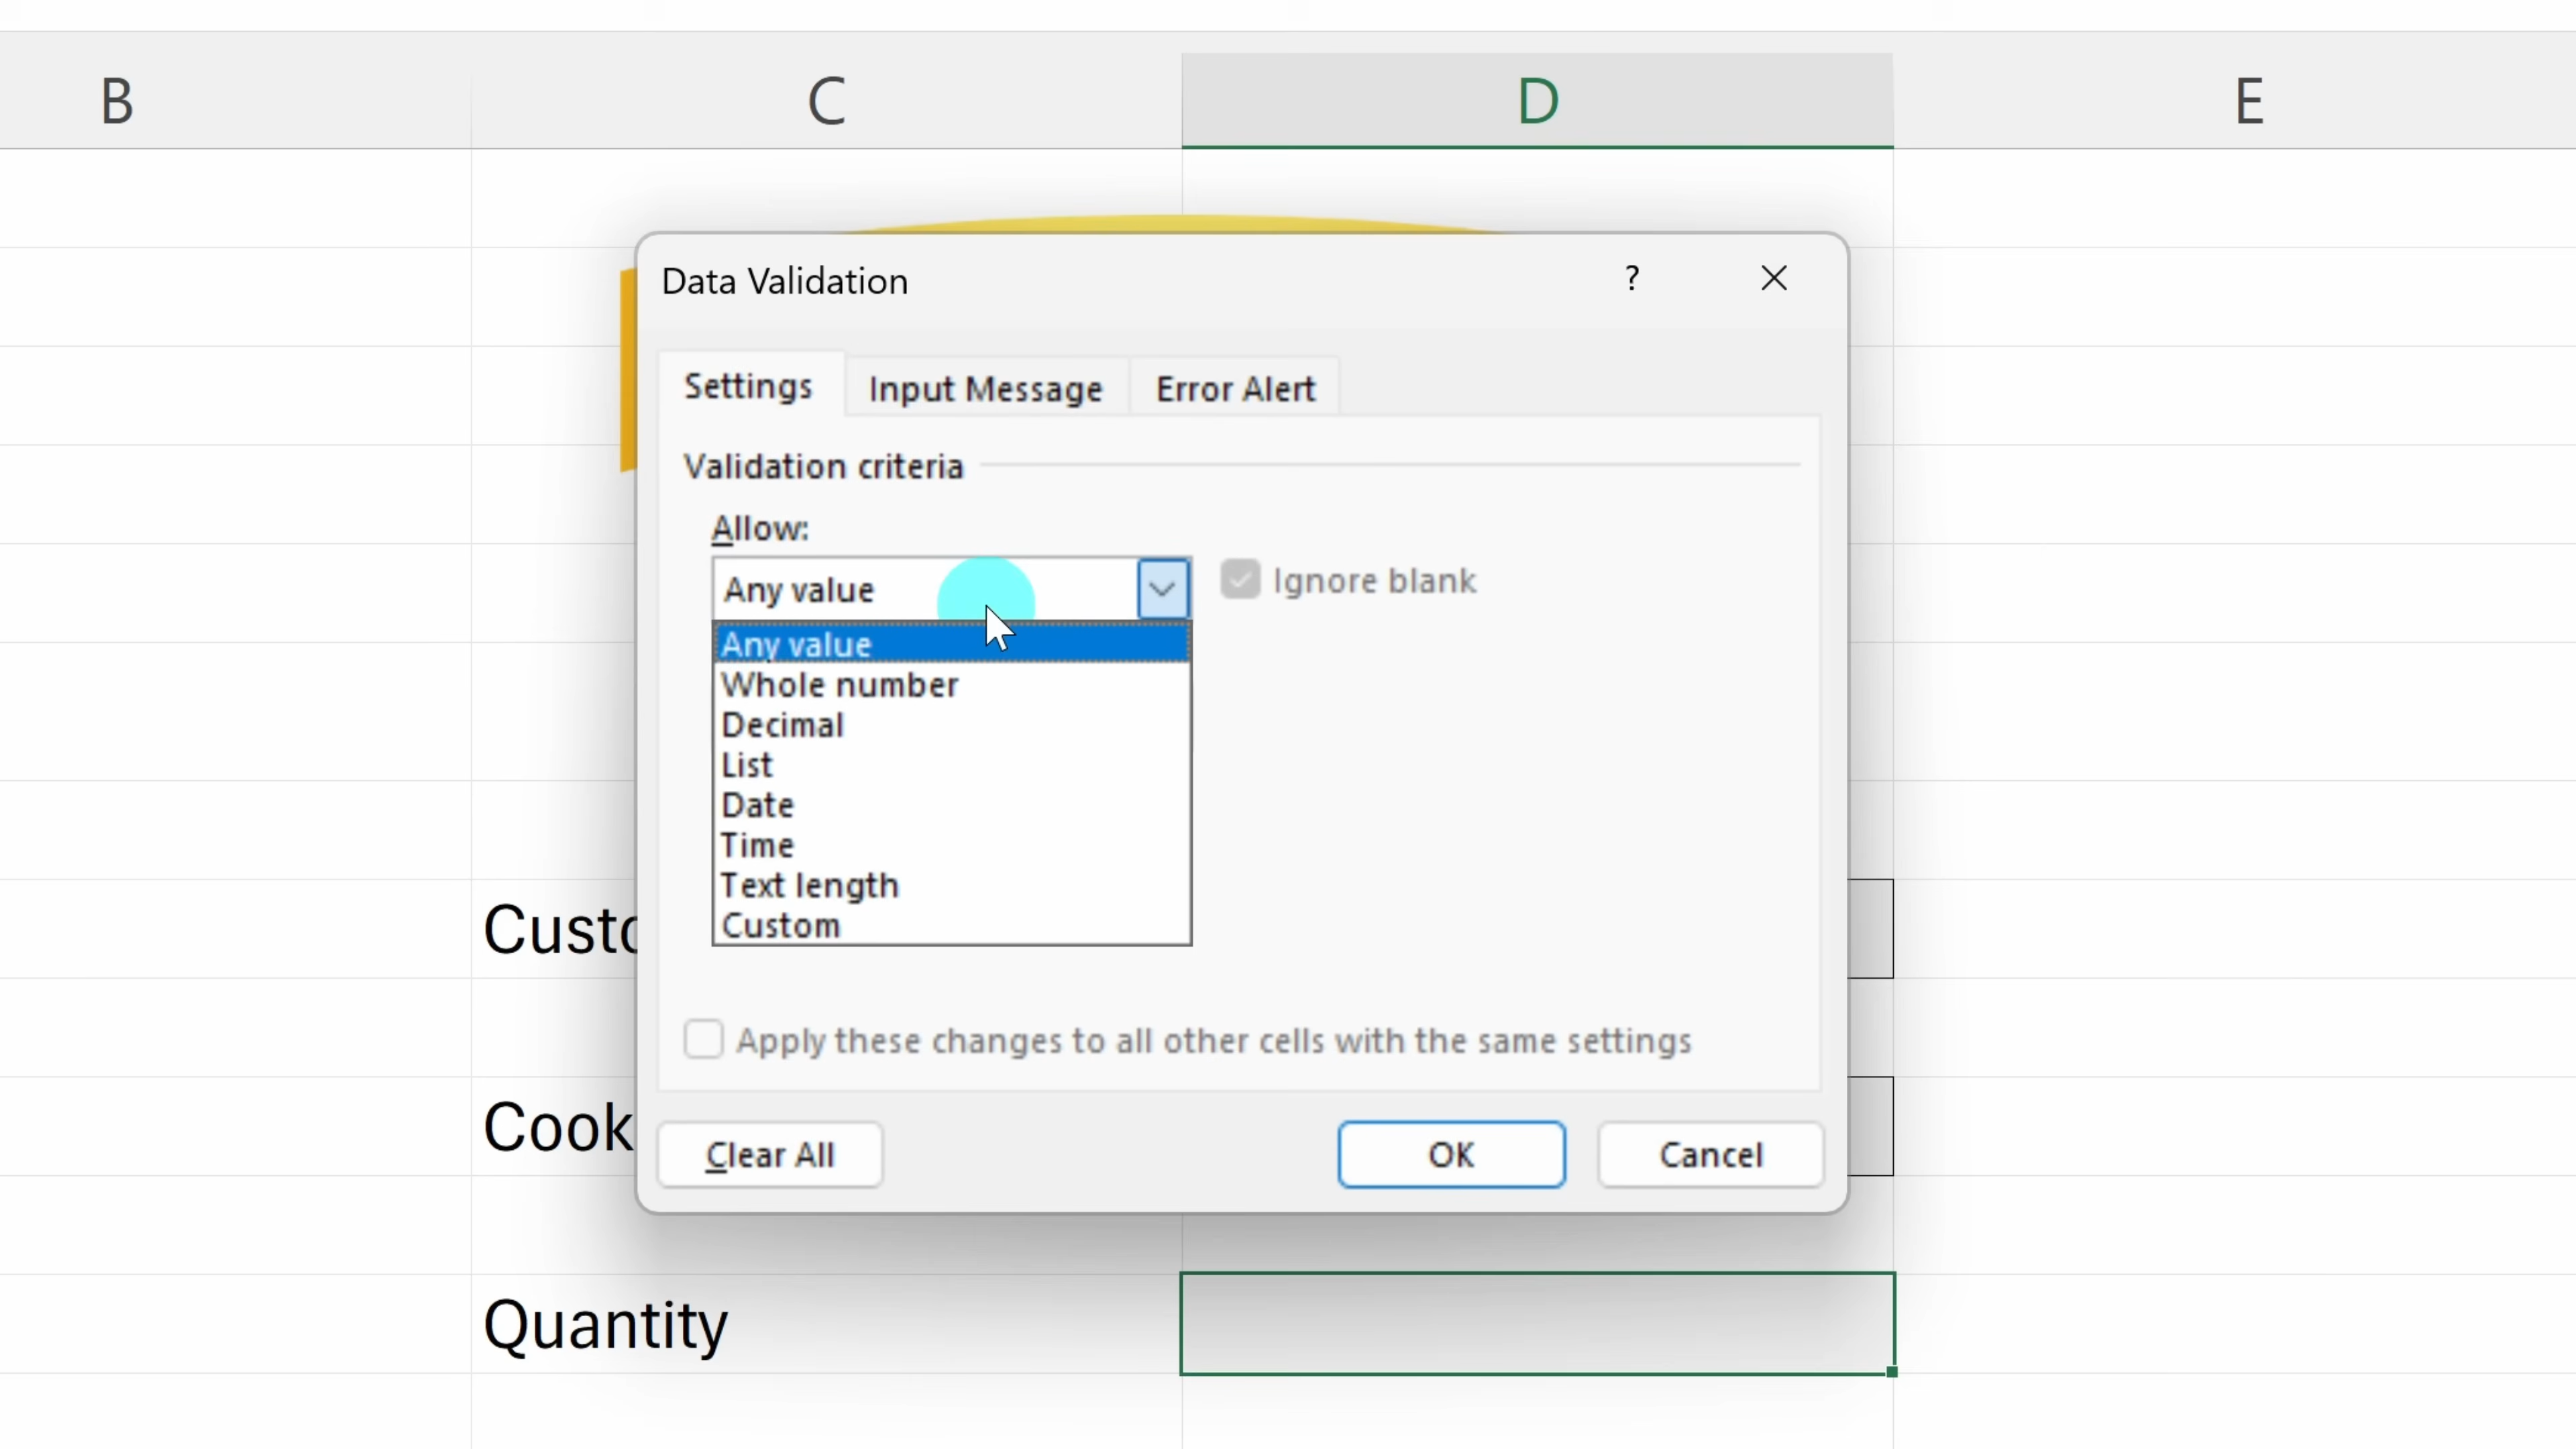 B C D E
Data Validation ?
Settings Input Message Error Alert
Validation criteria
Allow:
Any value Ignore blank
Any value
Whole number
Decimal
List
Date
Time
Text length
Custom
Custo
Apply these changes to all other cells with the same settings
Cook
Clear All OK Cancel
Quantity